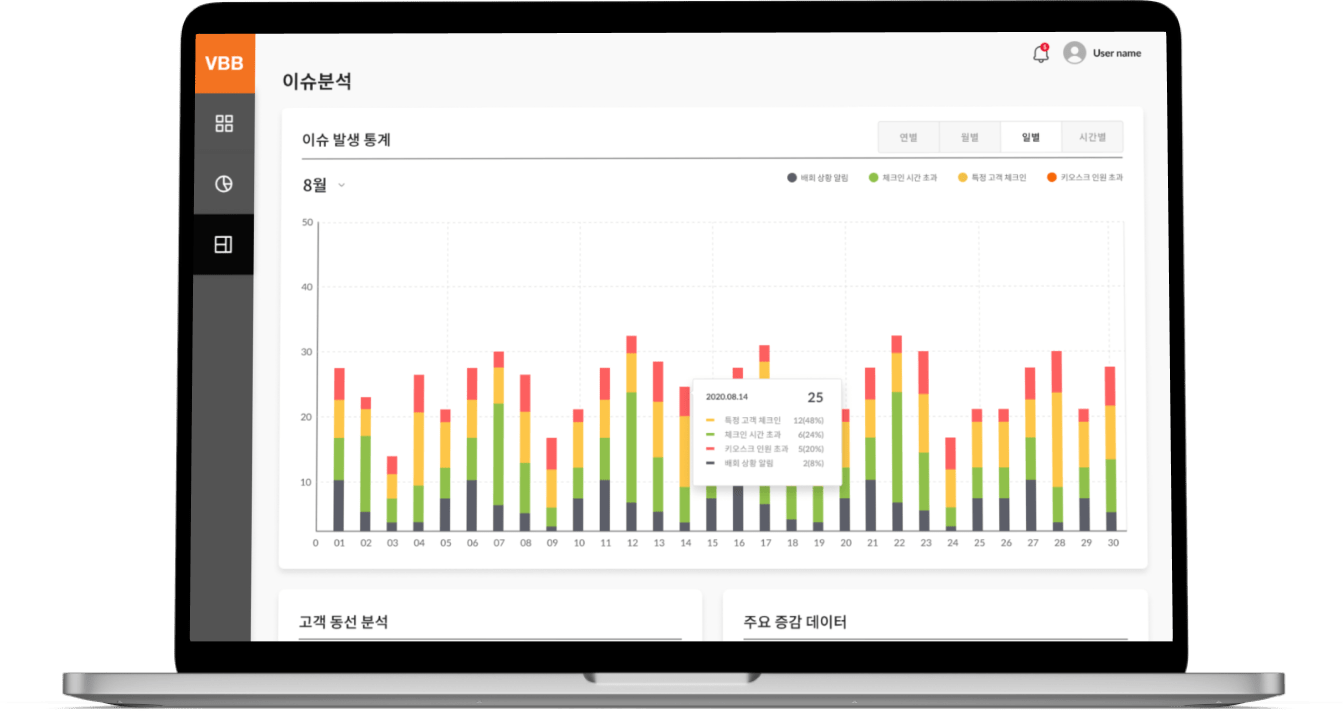 VBB
User name
이슈분석
이슈 발생 통계
연별 월별 일별 시간별
8월
배회 상황 알림 체크인 시간 초과 특정 고객 체크인 키오스크 인원 초과
50
40
30
20
10
2020.08.14 25
특정 고객 체크인 12(48%)
체크인 시간 초과 6(24%)
키오스크 인원 초과 5(20%)
배회 상황 알림 2(8%)
0 01 02 03 04 05 06 07 08 09 10 11 12 13 14 15 16 17 18 19 20 21 22 23 24 25 26 27 28 29 30
고객 동선 분석
주요 증감 데이터